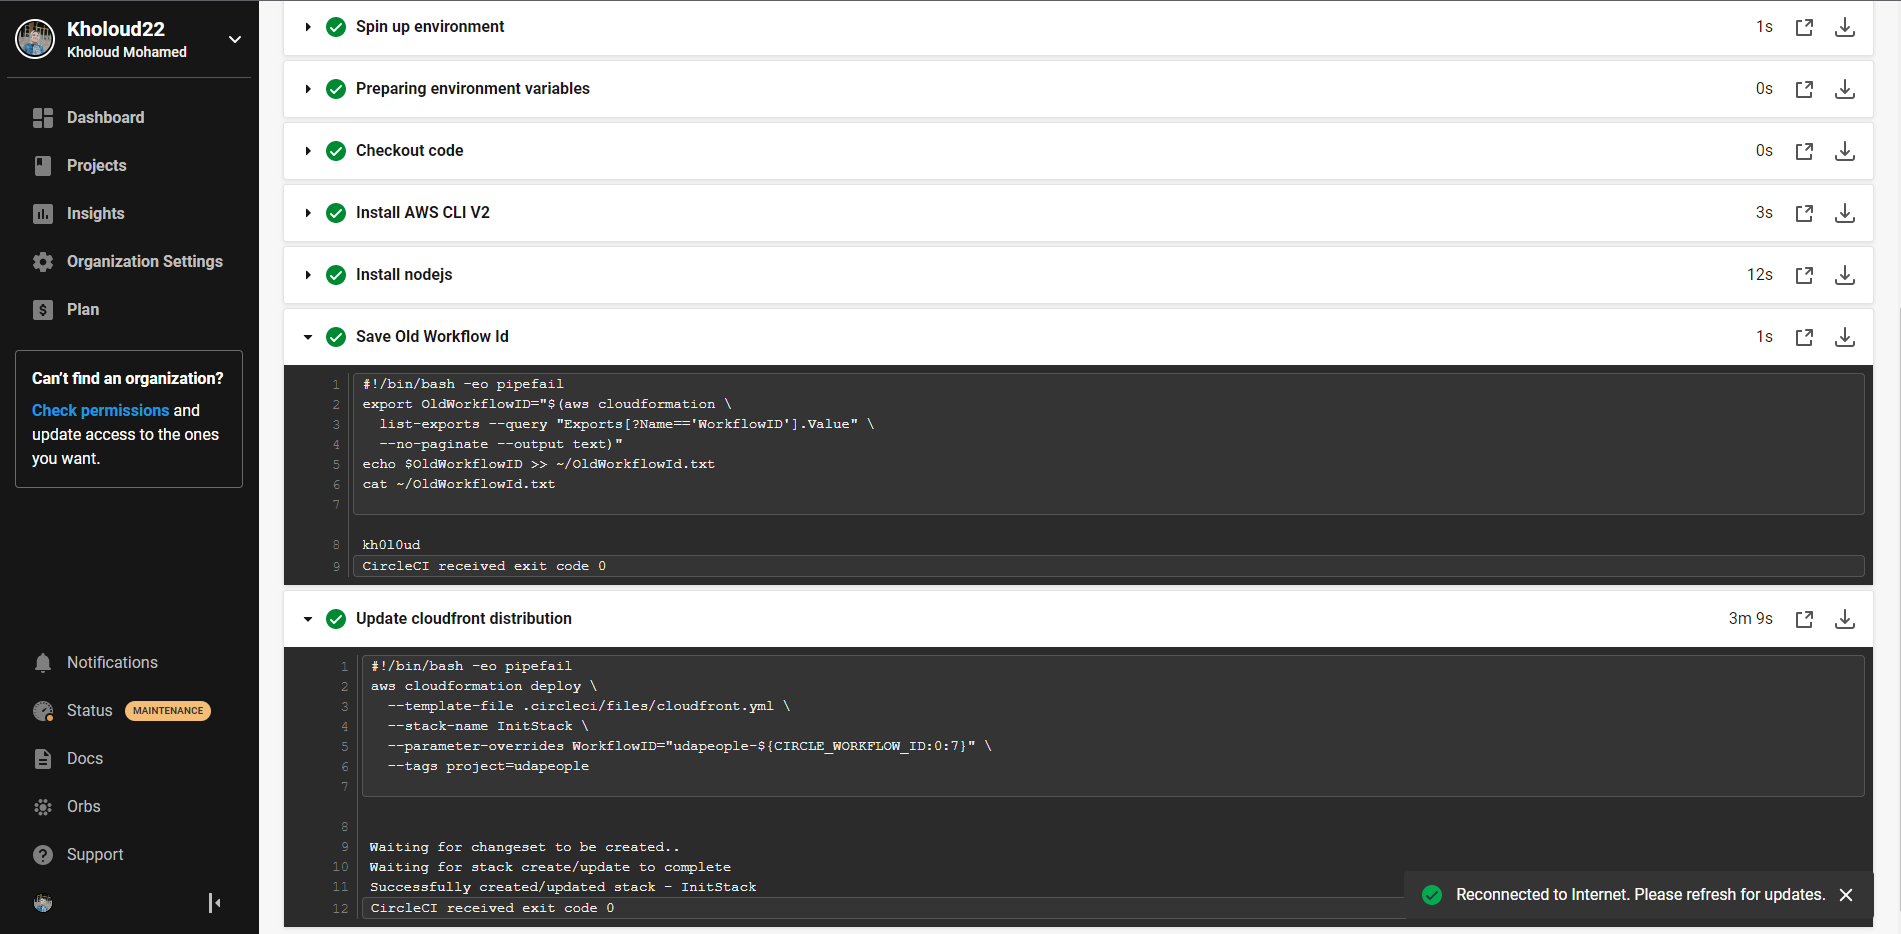 Kholoud22
Kholoud Mohamed
Dashboard
Projects
Insights
Organization Settings
Plan
Can't find an organization?
Check permissions and
update access to the ones
you want.
Notifications
Status MAINTENANCE
Docs
Orbs
Support
Spin up environment 1s
Preparing environment variables 0s
Checkout code 0s
Install AWS CLI V2 3s
Install nodejs 12s
Save Old Workflow Id 1s
1 #!/bin/bash -eo pipefail
2 export OldWorkflowID="$(aws cloudformation \
3 list-exports --query "Exports[?Name=='WorkflowID'].Value" \
4 --no-paginate --output text)"
5 echo $OldWorkflowID >> ~/OldWorkflowId.txt
6 cat ~/OldWorkflowId.txt
7
8 kh0l0ud
9 CircleCI received exit code 0
Update cloudfront distribution 3m 9s
1 #!/bin/bash -eo pipefail
2 aws cloudformation deploy \
3 --template-file .circleci/files/cloudfront.yml \
4 --stack-name InitStack \
5 --parameter-overrides WorkflowID="udapeople-${CIRCLE_WORKFLOW_ID:0:7}" \
6 --tags project=udapeople
7
8
9 Waiting for changeset to be created..
10 Waiting for stack create/update to complete
11 Successfully created/updated stack - InitStack
12 CircleCI received exit code 0
Reconnected to Internet. Please refresh for updates.